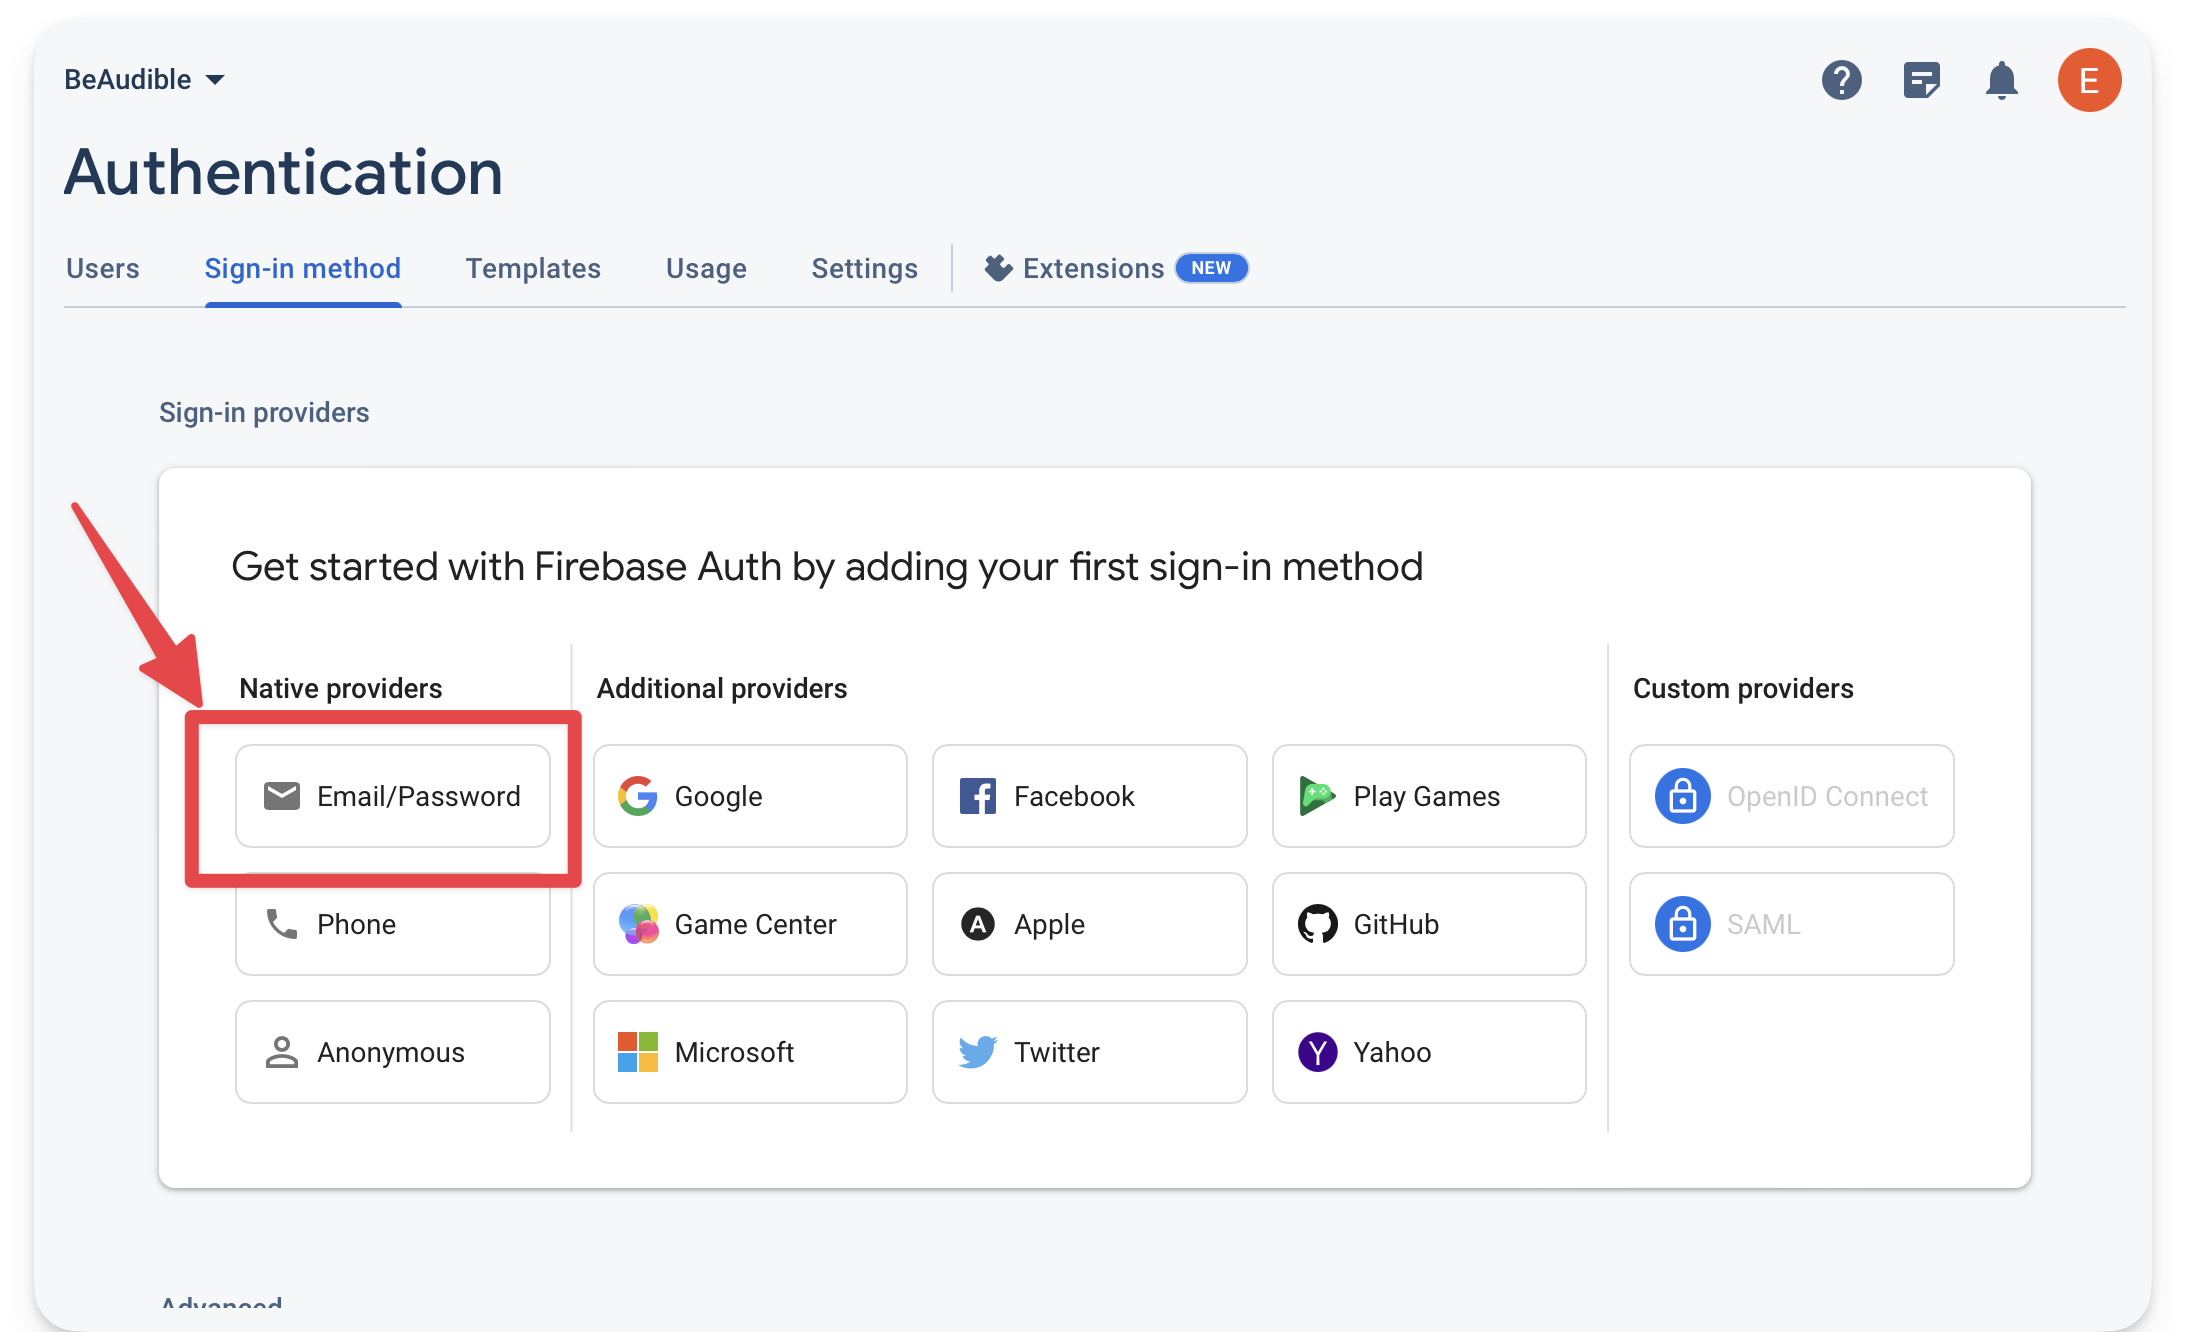 BeAudible
E
Authentication
Users Sign-in method Templates Usage Settings Extensions NEW
Sign-in providers
Get started with Firebase Auth by adding your first sign-in method
Native providers
Email/Password
Phone
Anonymous
Additional providers
Google Facebook Play Games
Game Center Apple GitHub
Microsoft Twitter Yahoo
Custom providers
OpenID Connect
SAML
Advanced